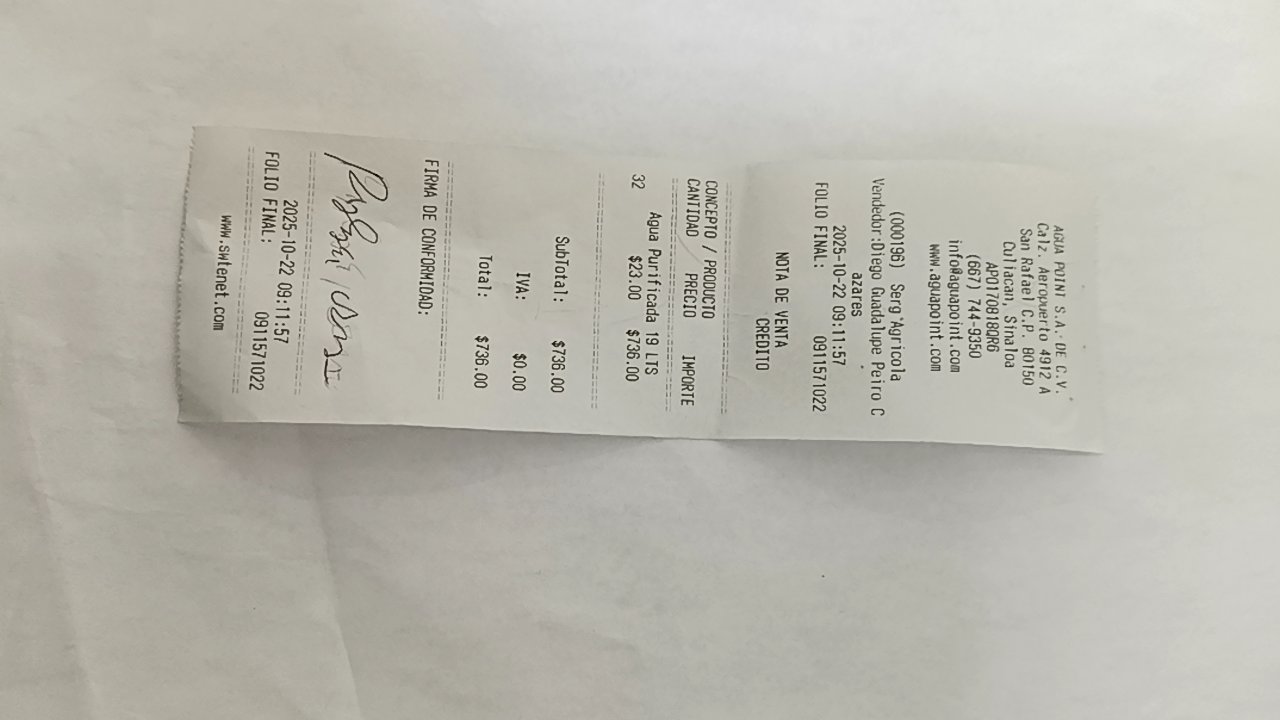 AGUA POINT S.A. DE C.V.
Calz. Aeropuerto 4912 A
San Rafael C.P. 80150
Culiacan, Sinaloa
APO170818QR6
(667) 744-9350
info@aguapoint.com
www.aguapoint.com
(000196) Serg Agricola
Vendedor:Diego Guadalupe Peiro C
azares
2025-10-22 09:11:57
FOLIO FINAL: 0911571022
NOTA DE VENTA
CREDITO
CONCEPTO / PRODUCTO
CANTIDAD PRECIO IMPORTE
Agua Purificada 19 LTS
32 $23.00 $736.00
SubTotal: $736.00
IVA: $0.00
Total: $736.00
FIRMA DE CONFORMIDAD:
2025-10-22 09:11:57
FOLIO FINAL: 0911571022
www.swtenet.com